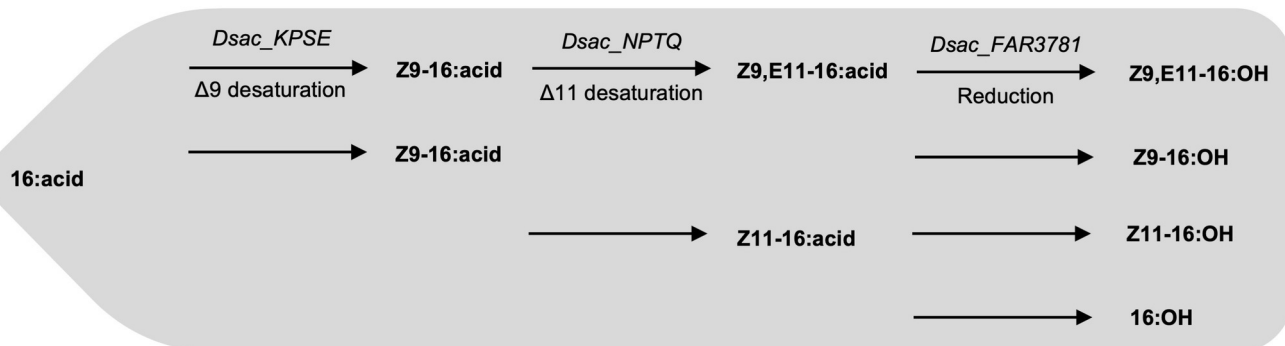 Dsac_KPSE Dsac_NPTQ Dsac_FAR3781
Z9-16:acid Z9,E11-16:acid Z9,E11-16:OH
Δ9 desaturation Δ11 desaturation Reduction
Z9-16:acid Z9-16:OH
16:acid
Z11-16:acid Z11-16:OH
16:OH